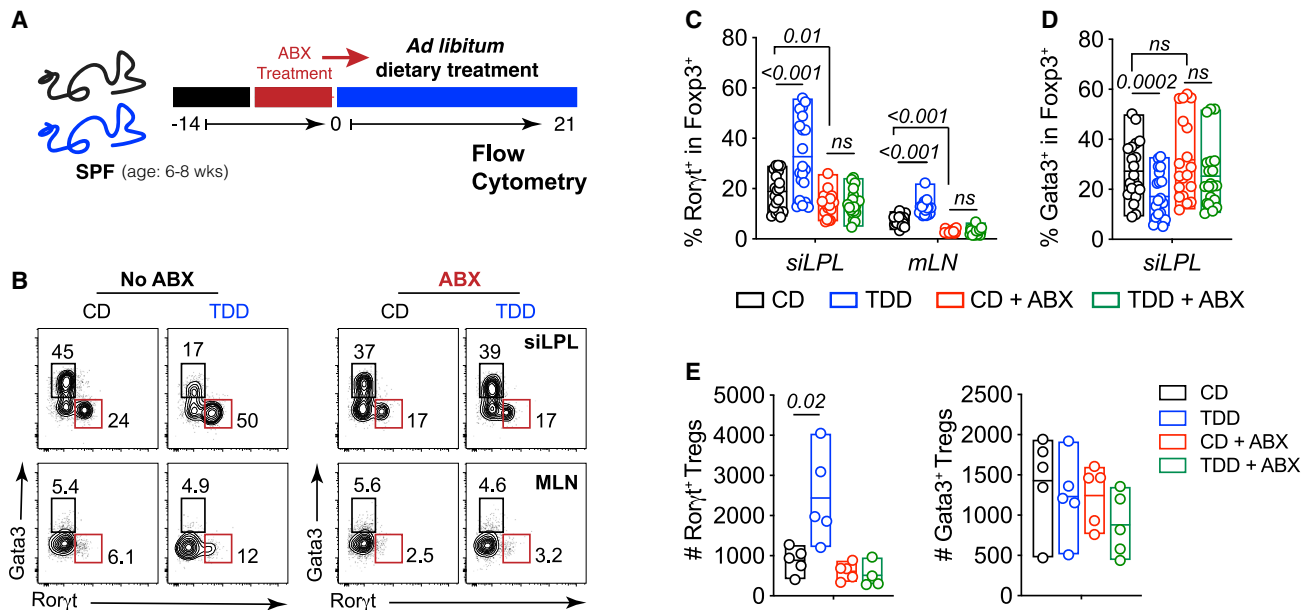 A
ABX
Treatment
Ad libitum
dietary treatment
-14
0
21
SPF (age: 6-8 wks)
Flow
Cytometry
B
No ABX
ABX
CD
TDD
CD
TDD
siLPL
45
24
17
50
37
17
39
17
MLN
5.4
6.1
4.9
12
5.6
2.5
4.6
3.2
Gata3
Gata3
Rorγt
Rorγt
C
% Rorγt⁺ in Foxp3⁺
80
60
40
20
0
0.01
<0.001
ns
<0.001
<0.001
ns
siLPL
mLN
D
% Gata3⁺ in Foxp3⁺
80
60
40
20
0
ns
0.0002
ns
siLPL
CD
TDD
CD + ABX
TDD + ABX
E
# Rorγt⁺ Tregs
5000
4000
3000
2000
1000
0
0.02
# Gata3⁺ Tregs
2500
2000
1500
1000
500
0
CD
TDD
CD + ABX
TDD + ABX